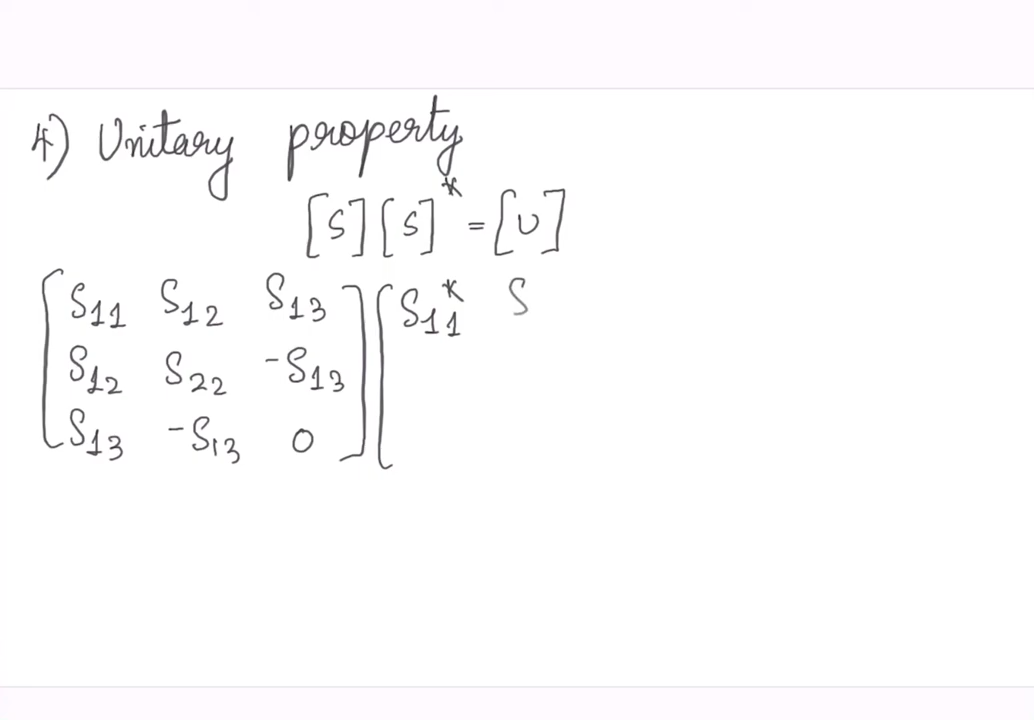 4) Unitary property
[S][S]* = [U]
[S11 S12 S13] [S11* S
S12 S22 -S13
S13 -S13 0